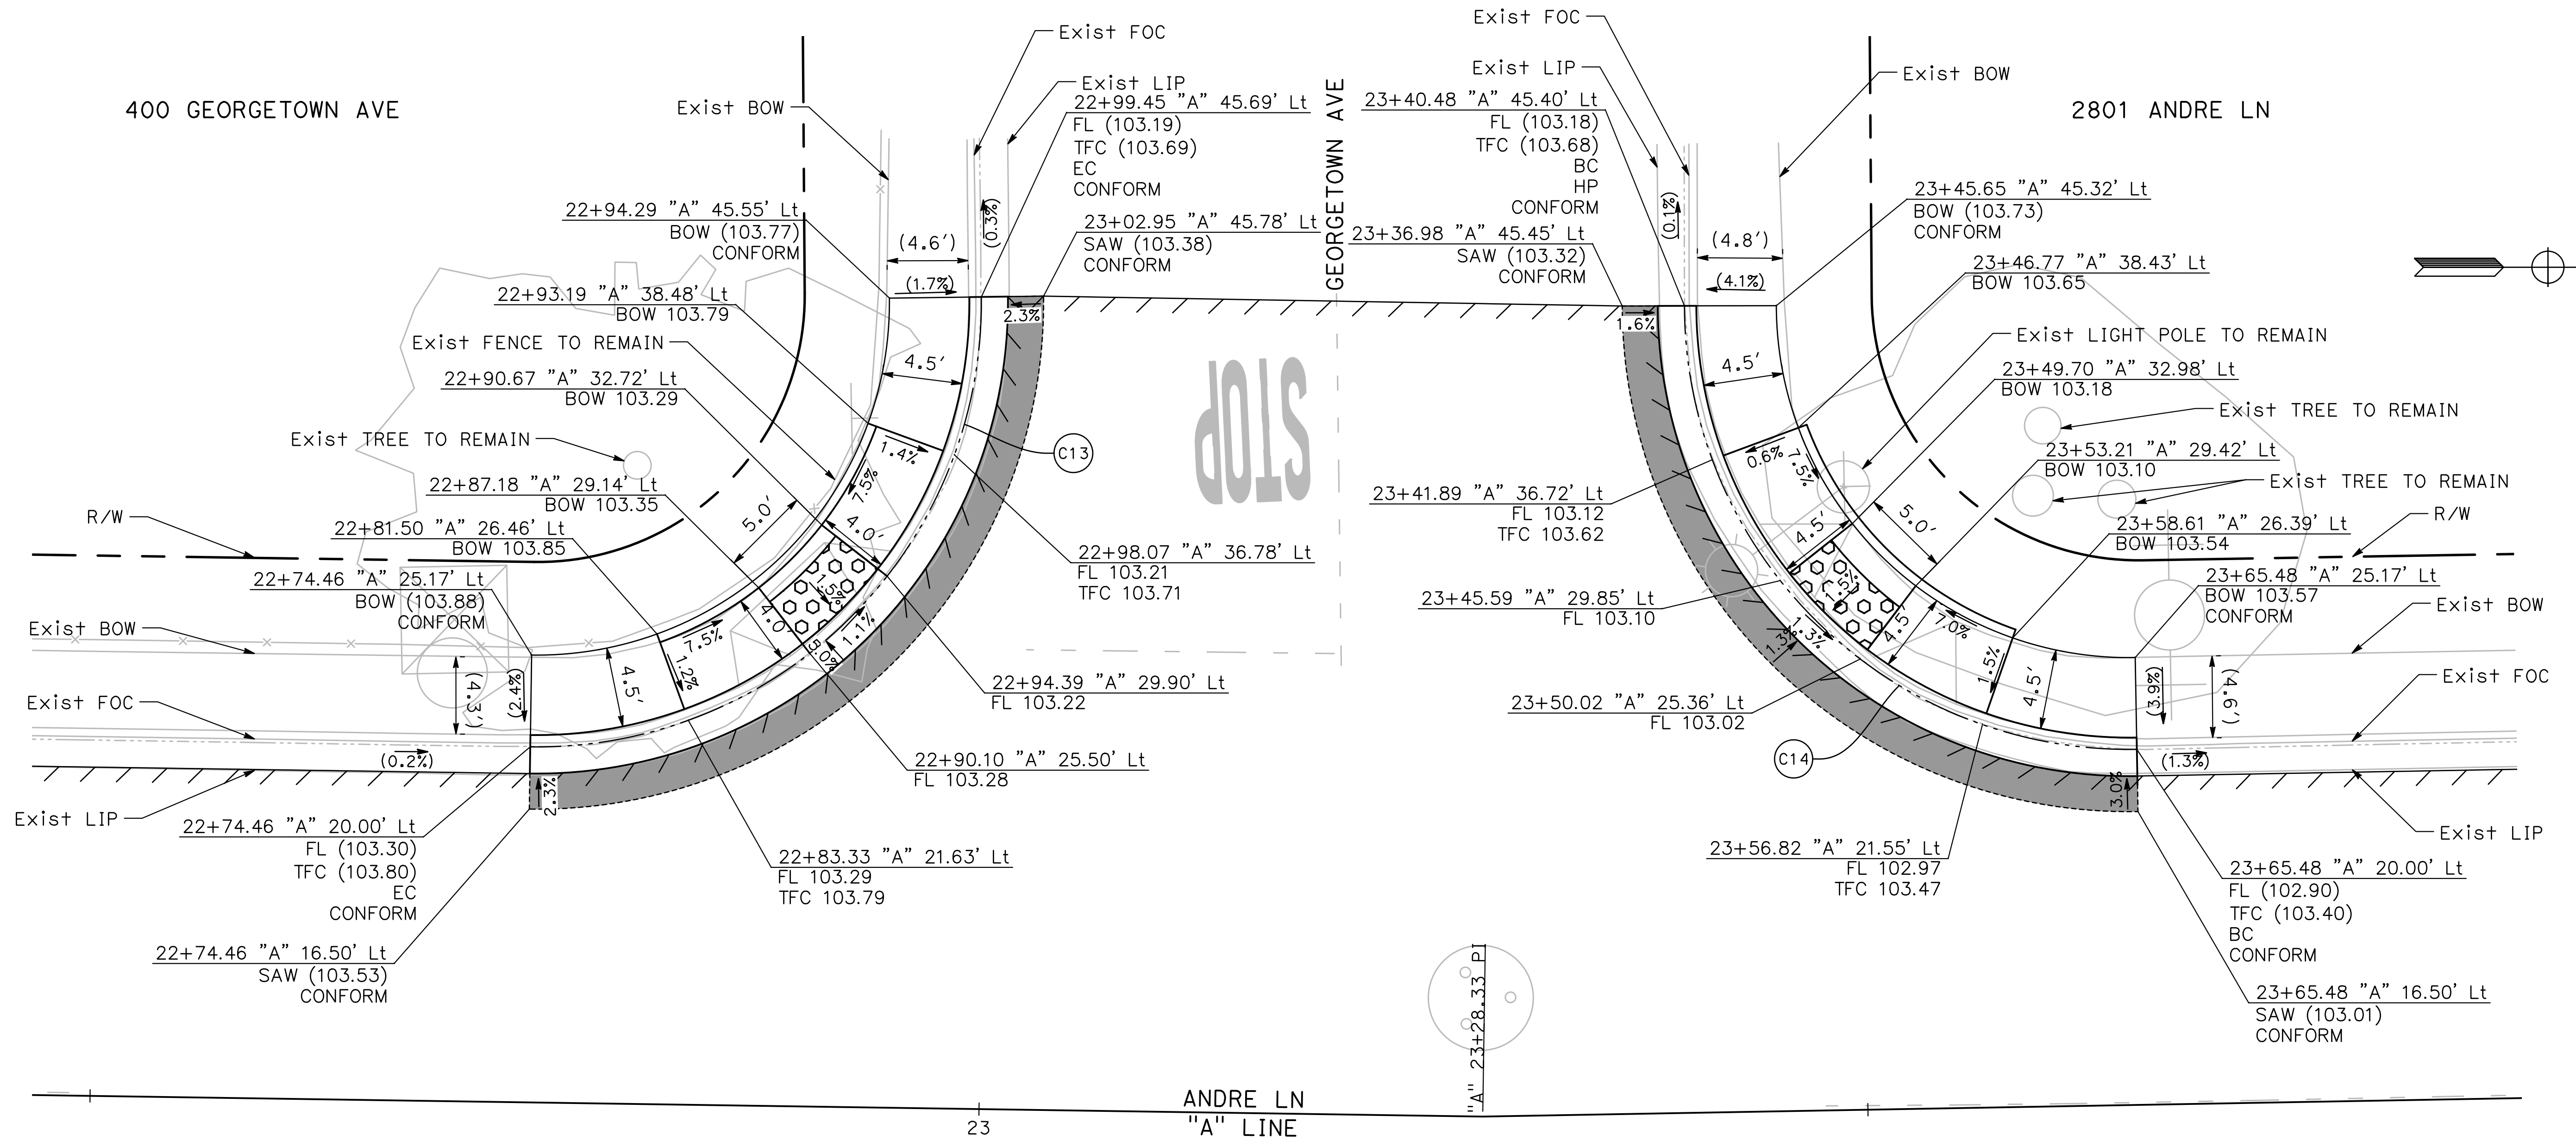 400 GEORGETOWN AVE
Exist BOW
Exist FOC
Exist LIP
22+99.45 "A" 45.69' Lt
FL (103.19)
TFC (103.69)
EC
CONFORM
22+94.29 "A" 45.55' Lt
BOW (103.77)
CONFORM
(4.6')
(0.3%)
(1.7%)
23+02.95 "A" 45.78' Lt
SAW (103.38)
CONFORM
2.3%
22+93.19 "A" 38.48' Lt
BOW 103.79
Exist FENCE TO REMAIN
4.5'
22+90.67 "A" 32.72' Lt
BOW 103.29
Exist TREE TO REMAIN
1.4%
7.5%
C13
22+87.18 "A" 29.14' Lt
BOW 103.35
5.0'
4.0'
R/W
22+81.50 "A" 26.46' Lt
BOW 103.85
22+98.07 "A" 36.78' Lt
FL 103.21
TFC 103.71
22+74.46 "A" 25.17' Lt
BOW (103.88)
CONFORM
1.5%
Exist BOW
7.5%
4.0'
1.1%
3.0%
1.2%
4.5'
(4.3')
(2.4%)
22+94.39 "A" 29.90' Lt
FL 103.22
Exist FOC
(0.2%)
22+90.10 "A" 25.50' Lt
FL 103.28
2.3%
Exist LIP
22+74.46 "A" 20.00' Lt
FL (103.30)
TFC (103.80)
EC
CONFORM
22+83.33 "A" 21.63' Lt
FL 103.29
TFC 103.79
22+74.46 "A" 16.50' Lt
SAW (103.53)
CONFORM
GEORGETOWN AVE
STOP
Exist FOC
Exist LIP
23+40.48 "A" 45.40' Lt
FL (103.18)
TFC (103.68)
BC
HP
CONFORM
23+36.98 "A" 45.45' Lt
SAW (103.32)
CONFORM
Exist BOW
2801 ANDRE LN
23+45.65 "A" 45.32' Lt
BOW (103.73)
CONFORM
(0.1%)
(4.8')
(4.1%)
1.6%
23+46.77 "A" 38.43' Lt
BOW 103.65
Exist LIGHT POLE TO REMAIN
4.5'
23+49.70 "A" 32.98' Lt
BOW 103.18
Exist TREE TO REMAIN
0.6%
7.5%
23+53.21 "A" 29.42' Lt
BOW 103.10
Exist TREE TO REMAIN
23+41.89 "A" 36.72' Lt
FL 103.12
TFC 103.62
4.5'
5.0'
R/W
23+58.61 "A" 26.39' Lt
BOW 103.54
23+65.48 "A" 25.17' Lt
BOW 103.57
CONFORM
23+45.59 "A" 29.85' Lt
FL 103.10
1.5%
1.3%
1.3%
4.5'
7.0%
1.5%
4.5'
Exist BOW
(3.9%)
(4.6')
Exist FOC
23+50.02 "A" 25.36' Lt
FL 103.02
C14
(1.3%)
3.0%
Exist LIP
23+56.82 "A" 21.55' Lt
FL 102.97
TFC 103.47
23+65.48 "A" 20.00' Lt
FL (102.90)
TFC (103.40)
BC
CONFORM
23+65.48 "A" 16.50' Lt
SAW (103.01)
CONFORM
"A" 23+28.33 PI
23
ANDRE LN
"A" LINE